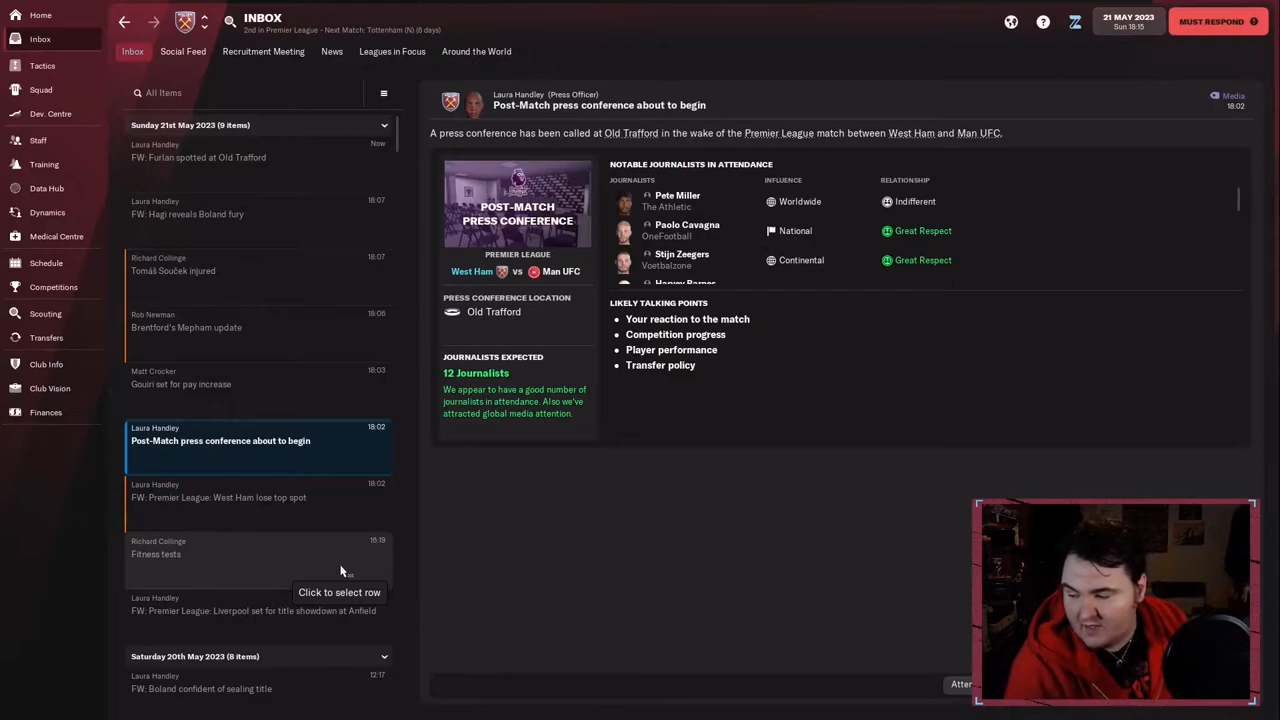 Home
Inbox
Tactics
Squad
Dev. Centre
Staff
Training
Data Hub
Dynamics
Medical Centre
Schedule
Competitions
Scouting
Transfers
Club Info
Club Vision
Finances
INBOX
2nd in Premier League - Next Match: Tottenham (N) (6 days)
21 MAY 2023
Sun 18:15
MUST RESPOND
Inbox
Social Feed
Recruitment Meeting
News
Leagues in Focus
Around the World
All Items
Sunday 21st May 2023 (9 items)
Laura Handley
Now
FW: Furlan spotted at Old Trafford
Laura Handley
18:07
FW: Hagi reveals Boland fury
Richard Collinge
18:07
Tomáš Souček injured
Rob Newman
18:06
Brentford's Mepham update
Matt Crocker
18:03
Gouiri set for pay increase
Laura Handley
18:02
Post-Match press conference about to begin
Laura Handley
18:02
FW: Premier League: West Ham lose top spot
Richard Collinge
16:19
Fitness tests
Click to select row
Laura Handley
FW: Premier League: Liverpool set for title showdown at Anfield
Saturday 20th May 2023 (8 items)
Laura Handley
12:17
FW: Boland confident of sealing title
Laura Handley (Press Officer)
Post-Match press conference about to begin
Media
18:02
A press conference has been called at Old Trafford in the wake of the Premier League match between West Ham and Man UFC.
POST-MATCH
PRESS CONFERENCE
PREMIER LEAGUE
West Ham vs Man UFC
PRESS CONFERENCE LOCATION
Old Trafford
JOURNALISTS EXPECTED
12 Journalists
We appear to have a good number of
journalists in attendance. Also we've
attracted global media attention.
NOTABLE JOURNALISTS IN ATTENDANCE
JOURNALISTS
INFLUENCE
RELATIONSHIP
Pete Miller
The Athletic
Worldwide
Indifferent
Paolo Cavagna
OneFootball
National
Great Respect
Stijn Zeegers
Voetbalzone
Continental
Great Respect
Harvey Barnes
LIKELY TALKING POINTS
Your reaction to the match
Competition progress
Player performance
Transfer policy
Atten